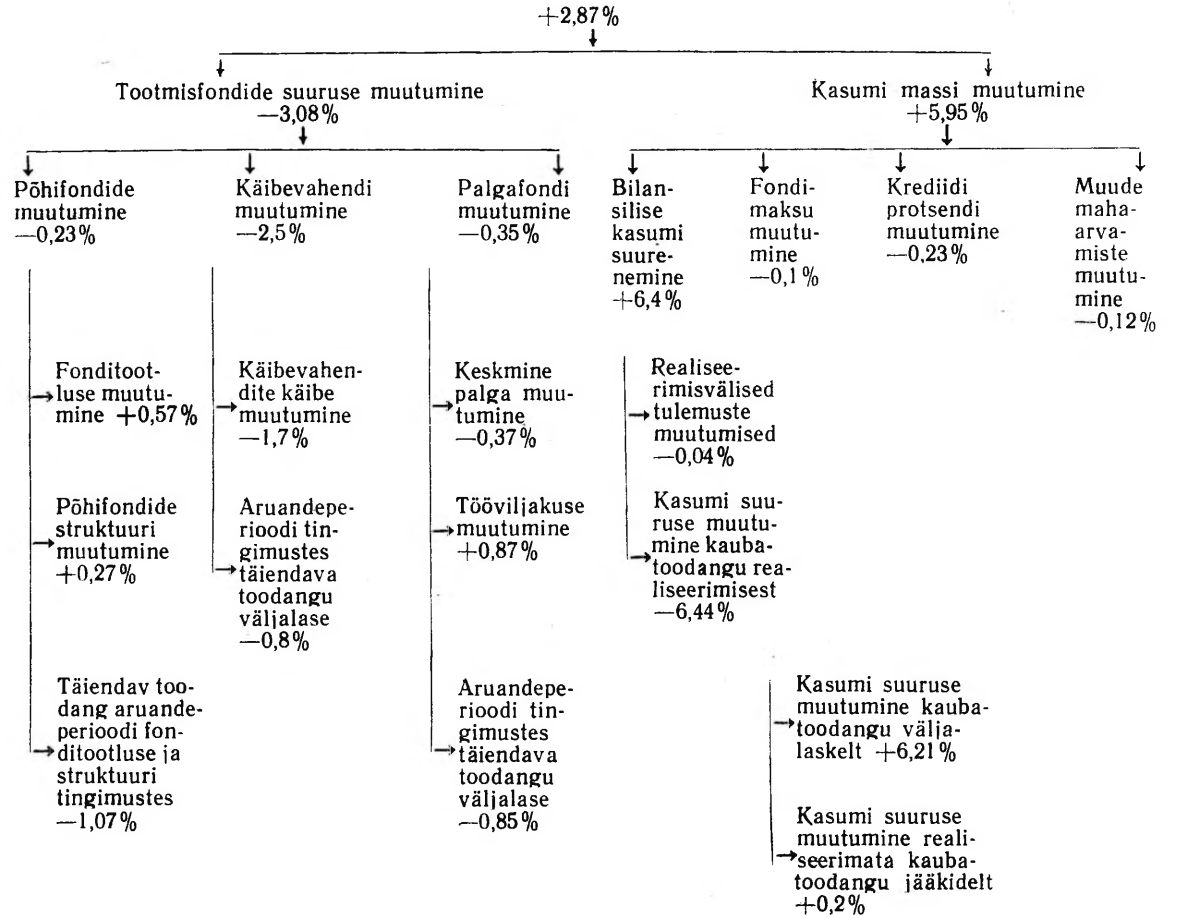 +2,87%
Tootmisfondide suuruse muutumine
—3,08%
Kasumi massi muutumine
+5,95%
Põhifondide
muutumine
—0,23%
Käibevahendi
muutumine
—2,5%
Palgafondi
muutumine
—0,35%
Bilan-
silise
kasumi
suure-
nemine
+6,4%
Fondi-
maksu
muutu-
mine
—0,1%
Krediidi
protsendi
muutumine
—0,23%
Muude
maha-
arva-
miste
muutu-
mine
—0,12%
Fonditoot-
luse muutu-
mine +0,57%
Põhifondide
struktuuri
muutumine
+0,27%
Täiendav too-
dang aruande-
perioodi fon-
ditootluse ja
struktuuri
tingimustes
—1,07%
Käibevahen-
dite käibe
muutumine
—1,7%
Aruandepe-
rioodi tin-
gimustes
täiendava
toodangu
väljalase
—0,8%
Keskmine
palga muu-
tumine
—0,37%
Tööviljakuse
muutumine
+0,87%
Aruandepe-
rioodi tin-
gimustes
täiendava
toodangu
väljalase
—0,85%
Realisee-
rimisvälised
tulemuste
muutumised
—0,04%
Kasumi suu-
ruse muutu-
mine kauba-
toodangu rea-
liseerimisest
—6,44%
Kasumi suuruse
muutumine kauba-
toodangu välja-
laskelt +6,21%
Kasumi suuruse
muutumine reali-
seerimata kauba-
toodangu jääkidelt
+0,2%